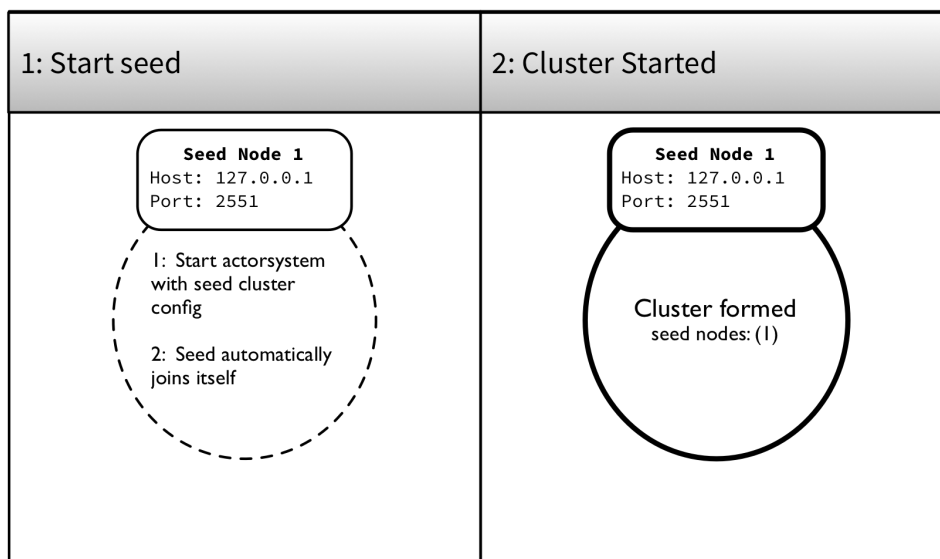 1: Start seed
2: Cluster Started
Seed Node 1
Host: 127.0.0.1
Port: 2551
1: Start actorsystem
with seed cluster
config
2: Seed automatically
joins itself
Seed Node 1
Host: 127.0.0.1
Port: 2551
Cluster formed
seed nodes: (1)